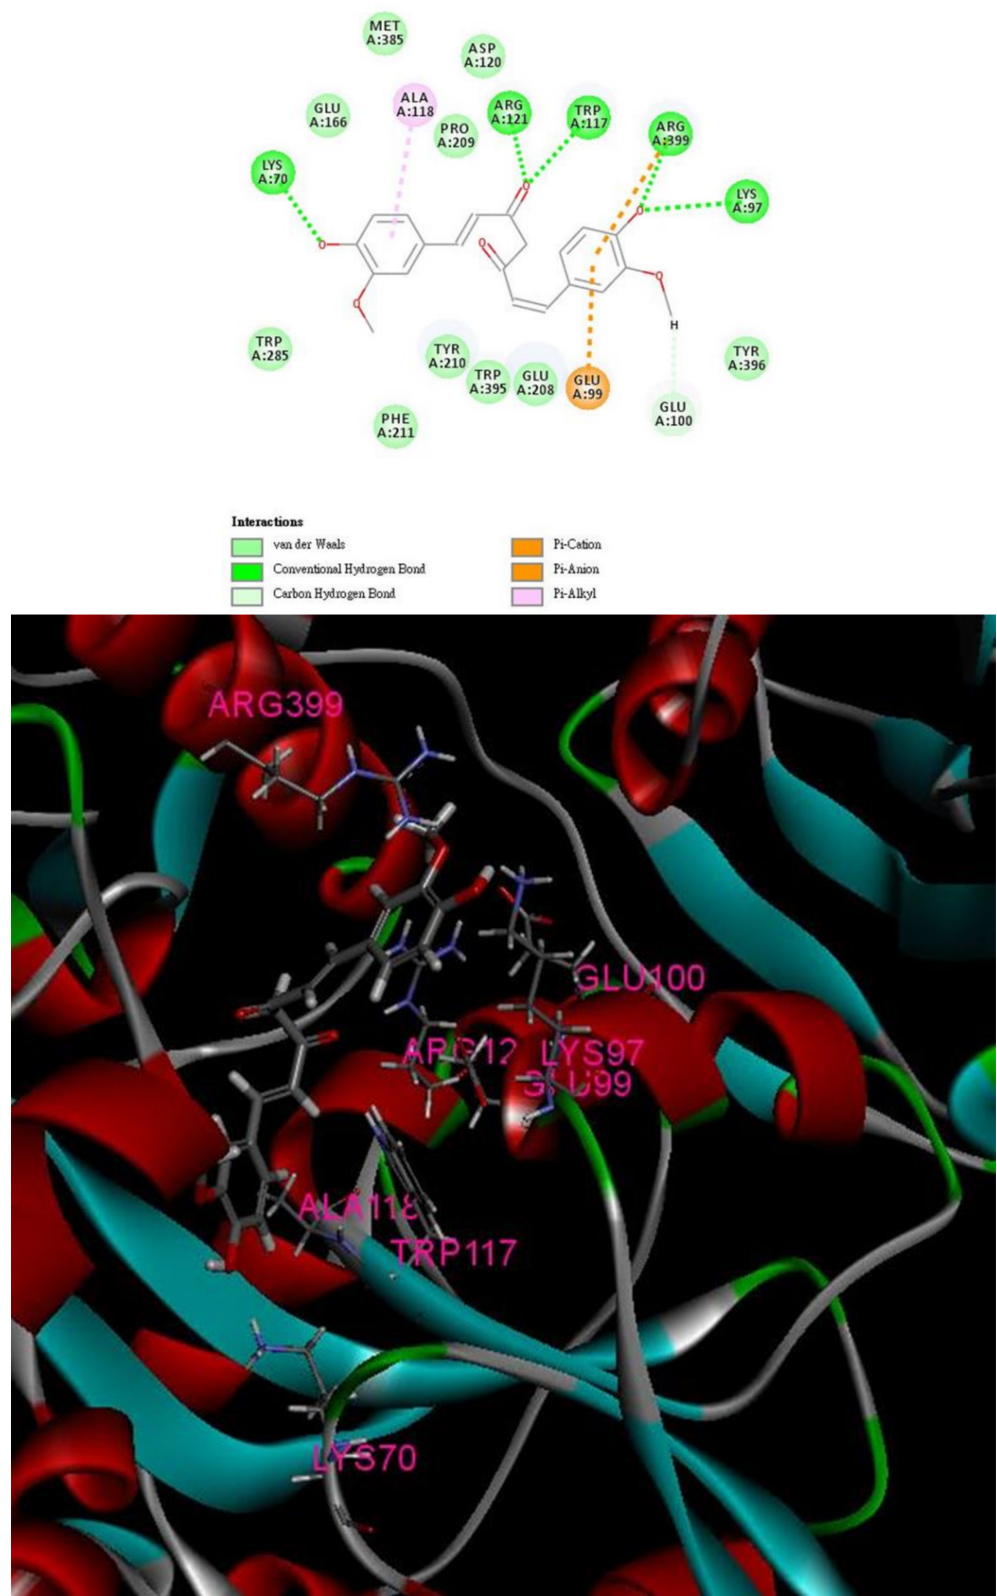 MET
A:385
ASP
A:120
GLU
A:166
ALA
A:118
ARG
A:121
TRP
A:117
PRO
A:209
ARG
A:399
LYS
A:70
LYS
A:97
O
O
O
O
O
O
H
TRP
A:285
TYR
A:210
TRP
A:395
GLU
A:208
GLU
A:99
GLU
A:100
TYR
A:396
PHE
A:211
Interactions
van der Waals
Conventional Hydrogen Bond
Carbon Hydrogen Bond
Pi-Cation
Pi-Anion
Pi-Alkyl
ARG399
GLU100
ARG12
LYS97
GLU99
ALA118
TRP117
LYS70